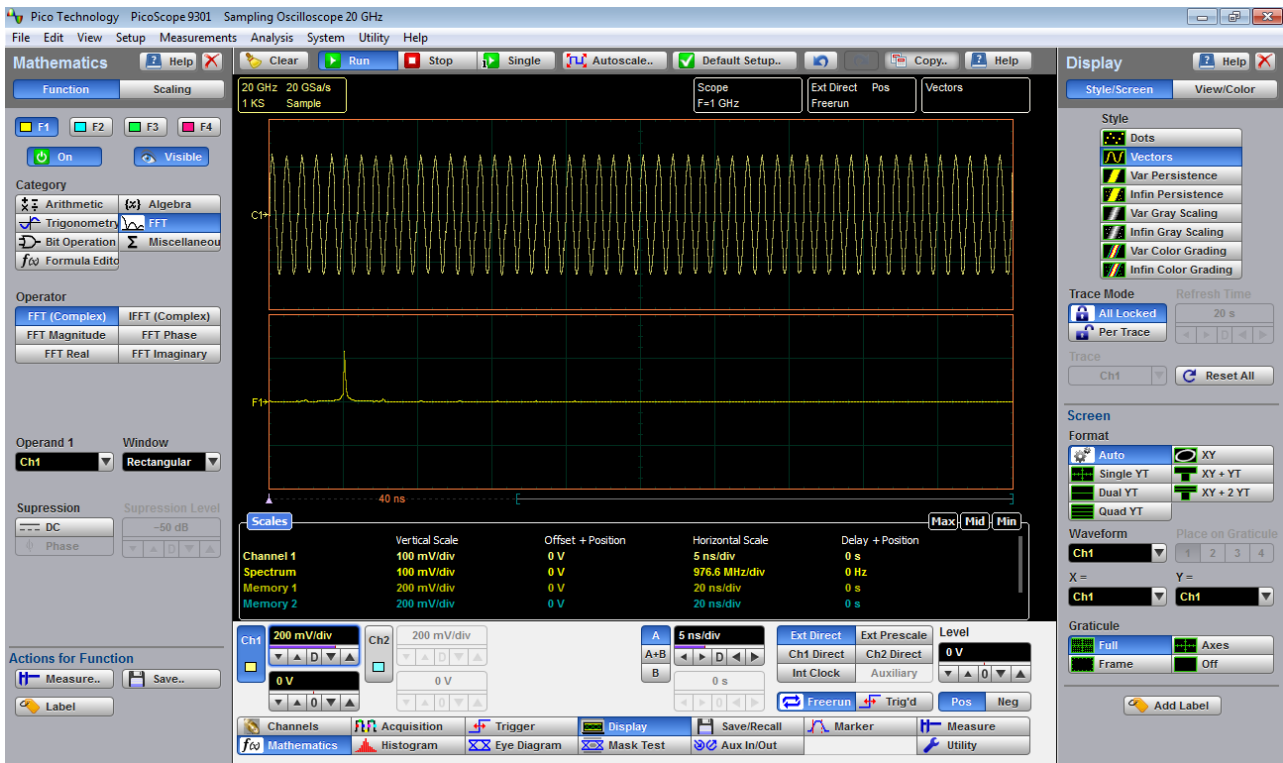 Pico Technology PicoScope 9301 Sampling Oscilloscope 20 GHz
File Edit View Setup Measurements Analysis System Utility Help
Mathematics Help
Function Scaling
F1 F2 F3 F4
On Visible
Category
Arithmetic {x} Algebra
Trigonometry FFT
Bit Operation Σ Miscellaneou
f(x) Formula Edito
Operator
FFT (Complex) IFFT (Complex)
FFT Magnitude FFT Phase
FFT Real FFT Imaginary
Operand 1 Window
Ch1 Rectangular
Supression Supression Level
DC -50 dB
Phase D
Actions for Function
Measure.. Save..
Label
Clear Run Stop Single Autoscale.. Default Setup.. Copy.. Help
20 GHz 20 GSa/s
1 KS Sample
Scope
F=1 GHz
Ext Direct Pos
Freerun
Vectors
C1
F1
40 ns
Scales Max Mid Min
Vertical Scale Offset + Position Horizontal Scale Delay + Position
Channel 1 100 mV/div 0 V 5 ns/div 0 s
Spectrum 100 mV/div 0 V 976.6 MHz/div 0 Hz
Memory 1 200 mV/div 0 V 20 ns/div 0 s
Memory 2 200 mV/div 0 V 20 ns/div 0 s
Ch1 200 mV/div Ch2 200 mV/div A 5 ns/div Ext Direct Ext Prescale Level
D D A+B D Ch1 Direct Ch2 Direct 0 V
0 V 0 V B 0 s Int Clock Auxiliary 0
0 0 0 Freerun Trig'd Pos Neg
Channels Acquisition Trigger Display Save/Recall Marker Measure
f(x) Mathematics Histogram Eye Diagram Mask Test Aux In/Out Utility
Display Help
Style/Screen View/Color
Style
Dots
Vectors
Var Persistence
Infin Persistence
Var Gray Scaling
Infin Gray Scaling
Var Color Grading
Infin Color Grading
Trace Mode Refresh Time
All Locked 20 s
Per Trace D
Trace
Ch1 Reset All
Screen
Format
Auto XY
Single YT XY + YT
Dual YT XY + 2 YT
Quad YT
Waveform Place on Graticule
Ch1 1 2 3 4
X = Y =
Ch1 Ch1
Graticule
Full Axes
Frame Off
Add Label